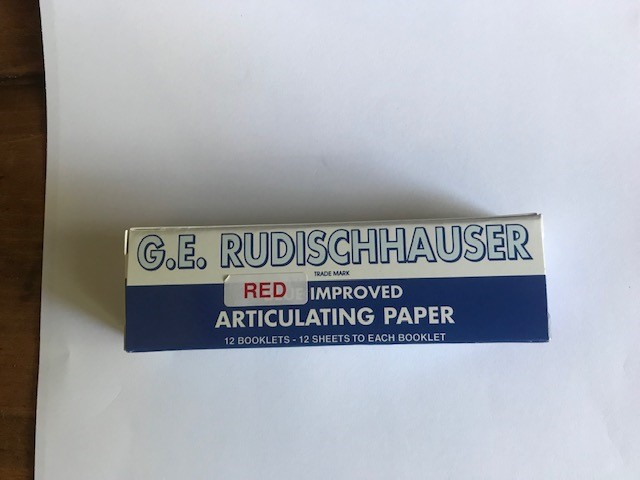 G.E. RUDISCHHAUSER
TRADE MARK
RED IMPROVED
ARTICULATING PAPER
12 BOOKLETS - 12 SHEETS TO EACH BOOKLET